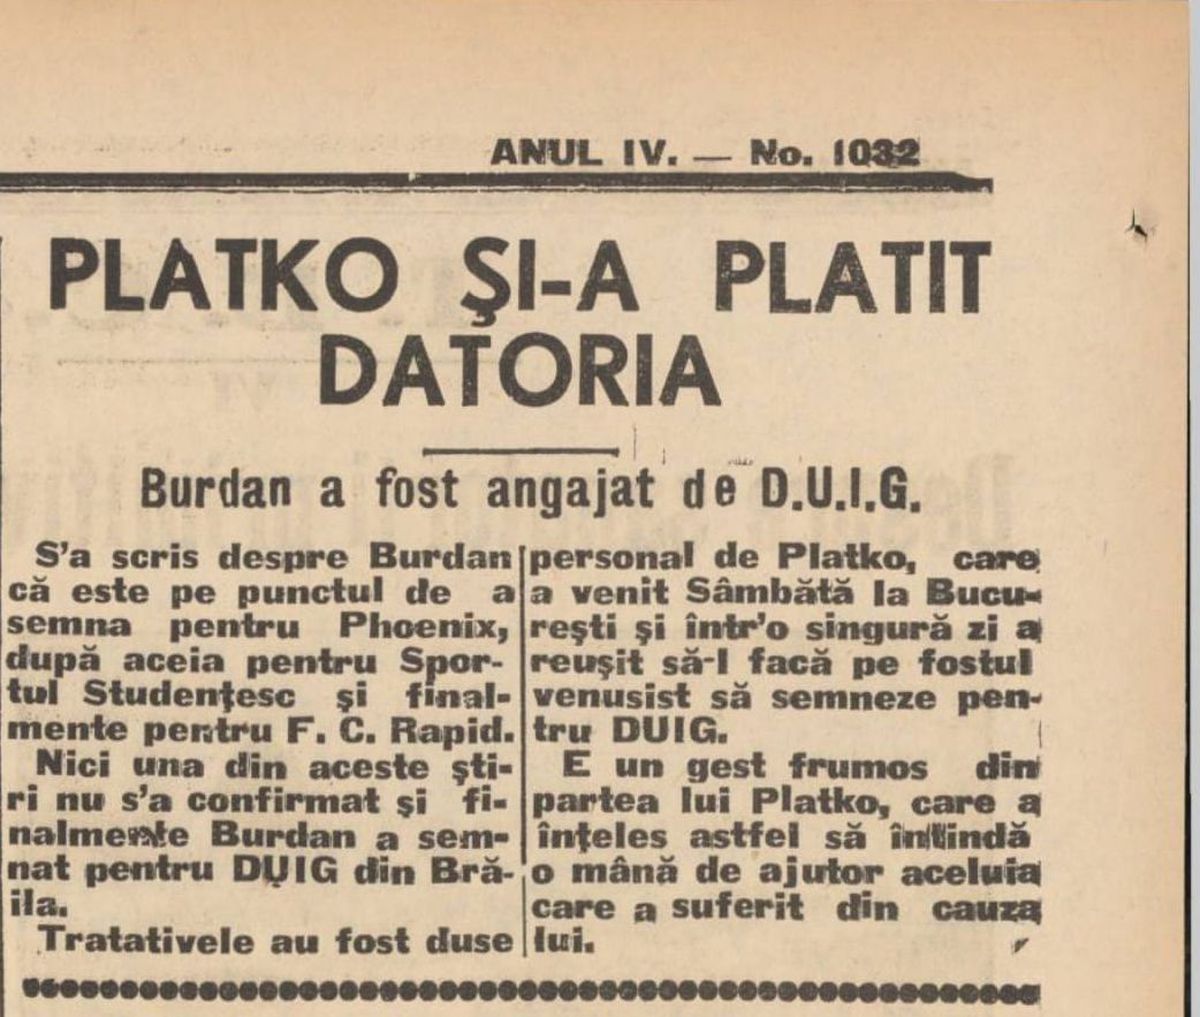 ANUL IV. — No. 1032
PLATKO ŞI-A PLATIT
DATORIA
Burdan a fost angajat de D.U.I.G.
S'a scris despre Burdan
că este pe punctul de a
semna pentru Phoenix,
după aceia pentru Spor-
tul Studenţesc şi final-
mente pentru F. C. Rapid.
Nici una din aceste şti-
ri nu s'a confirmat şi fi-
nalmente Burdan a sem-
nat pentru DUIG din Bră-
ila.
Tratativele au fost duse
personal de Platko, care
a venit Sâmbătă la Bucu-
reşti şi într'o singură zi a
reuşit să-l facă pe fostul
venusist să semneze pen-
tru DUIG.
E un gest frumos din
partea lui Platko, care a
înţeles astfel să întindă
o mână de ajutor aceluia
care a suferit din cauza
lui.